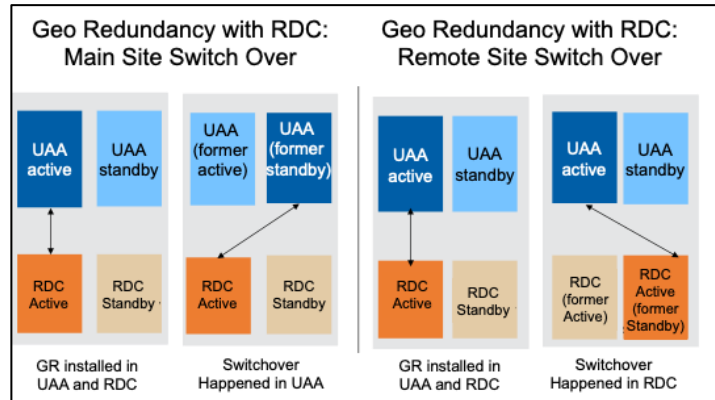 Geo Redundancy with RDC:
Main Site Switch Over
UAA
active
UAA
standby
RDC
Active
RDC
Standby
GR installed in
UAA and RDC
UAA
(former
active)
UAA
(former
standby)
RDC
Active
RDC
Standby
Switchover
Happened in UAA
Geo Redundancy with RDC:
Remote Site Switch Over
UAA
active
UAA
standby
RDC
Active
RDC
Standby
GR installed in
UAA and RDC
UAA
active
UAA
standby
RDC
(former
Active)
RDC
Active
(former
Standby)
Switchover
Happened in RDC